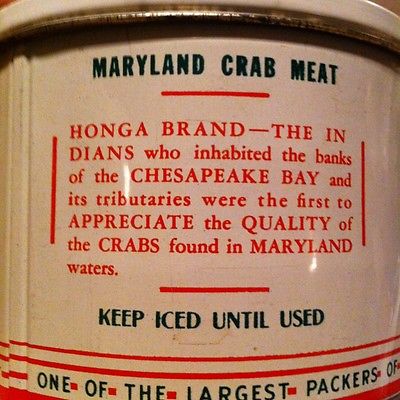 MARYLAND CRAB MEAT
HONGA BRAND—THE IN
DIANS who inhabited the banks
of the CHESAPEAKE BAY and
its tributaries were the first to
APPRECIATE the QUALITY of
the CRABS found in MARYLAND
waters.
KEEP ICED UNTIL USED
ONE OF THE LARGEST PACKERS OF